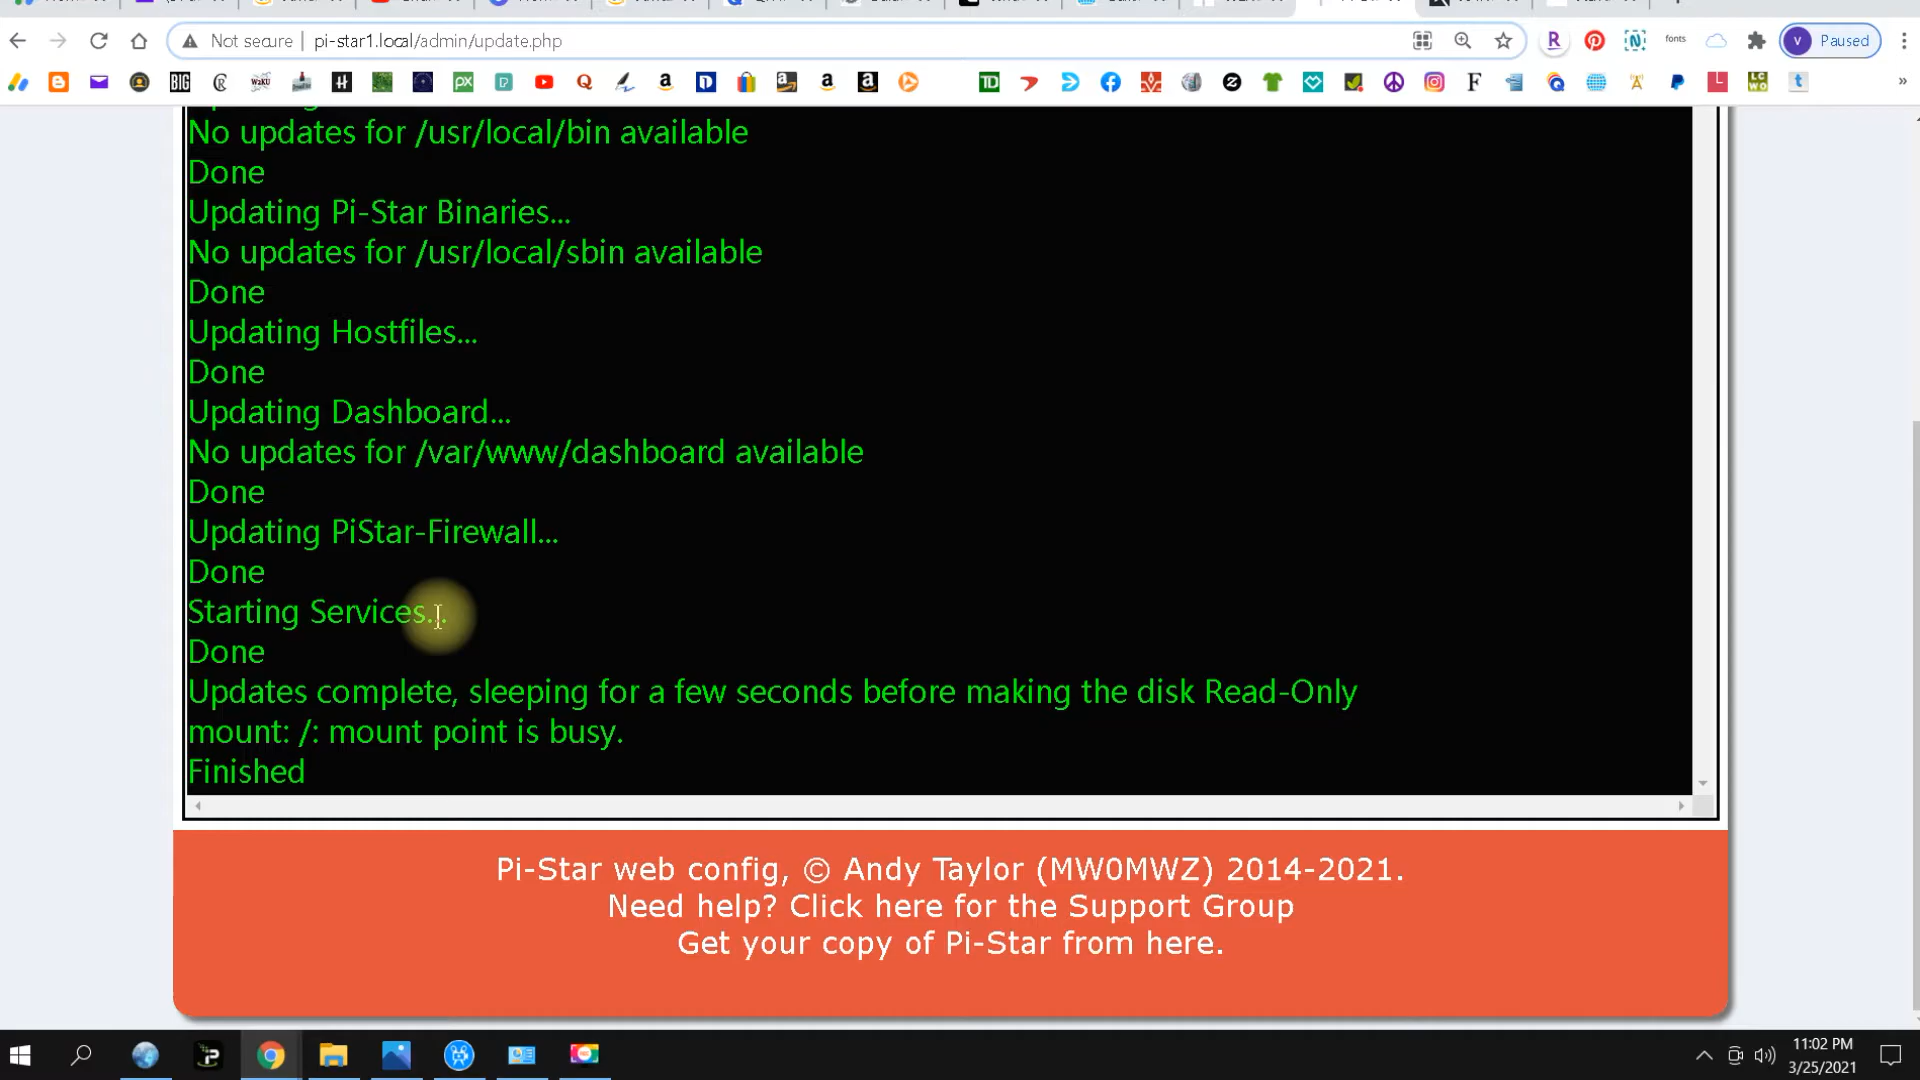 Not secure
pi-star1.local/admin/update.php
Paused
No updates for /usr/local/bin available
Done
Updating Pi-Star Binaries...
No updates for /usr/local/sbin available
Done
Updating Hostfiles...
Done
Updating Dashboard...
No updates for /var/www/dashboard available
Done
Updating PiStar-Firewall...
Done
Starting Services...
Done
Updates complete, sleeping for a few seconds before making the disk Read-Only
mount: /: mount point is busy.
Finished
Pi-Star web config, © Andy Taylor (MW0MWZ) 2014-2021.
Need help? Click here for the Support Group
Get your copy of Pi-Star from here.
11:02 PM
3/25/2021